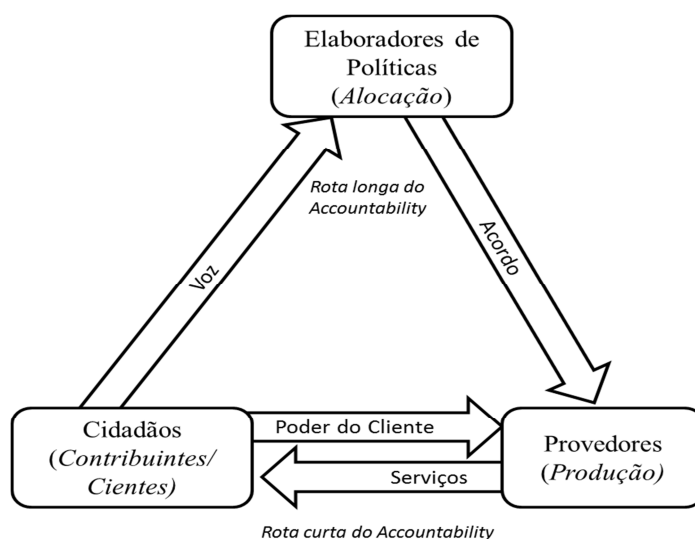 Elaboradores de
Políticas
(Alocação)
Rota longa do
Accountability
Voz
Acordo
Cidadãos
(Contribuintes/
Cientes)
Poder do Cliente
Serviços
Provedores
(Produção)
Rota curta do Accountability